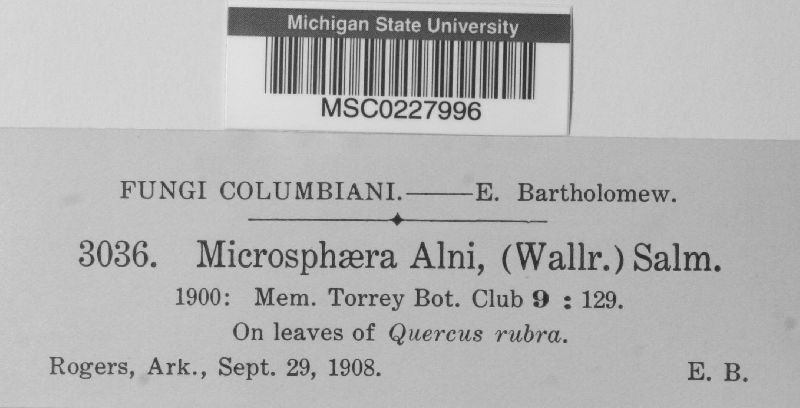 Michigan State University
MSC0227996
FUNGI COLUMBIANI.——E. Bartholomew.
3036. Microsphæra Alni, (Wallr.) Salm.
1900: Mem. Torrey Bot. Club 9 : 129.
On leaves of Quercus rubra.
Rogers, Ark., Sept. 29, 1908. E. B.